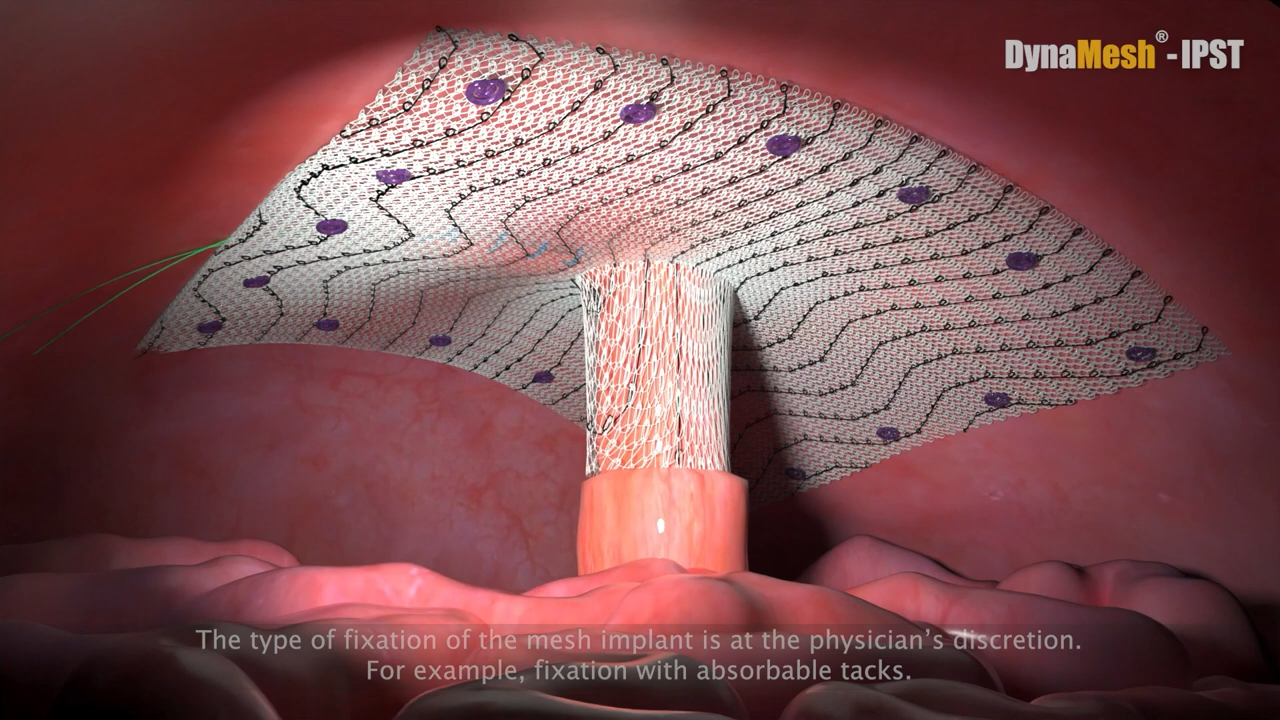 DynaMesh®-IPST
The type of fixation of the mesh implant is at the physician’s discretion.
For example, fixation with absorbable tacks.